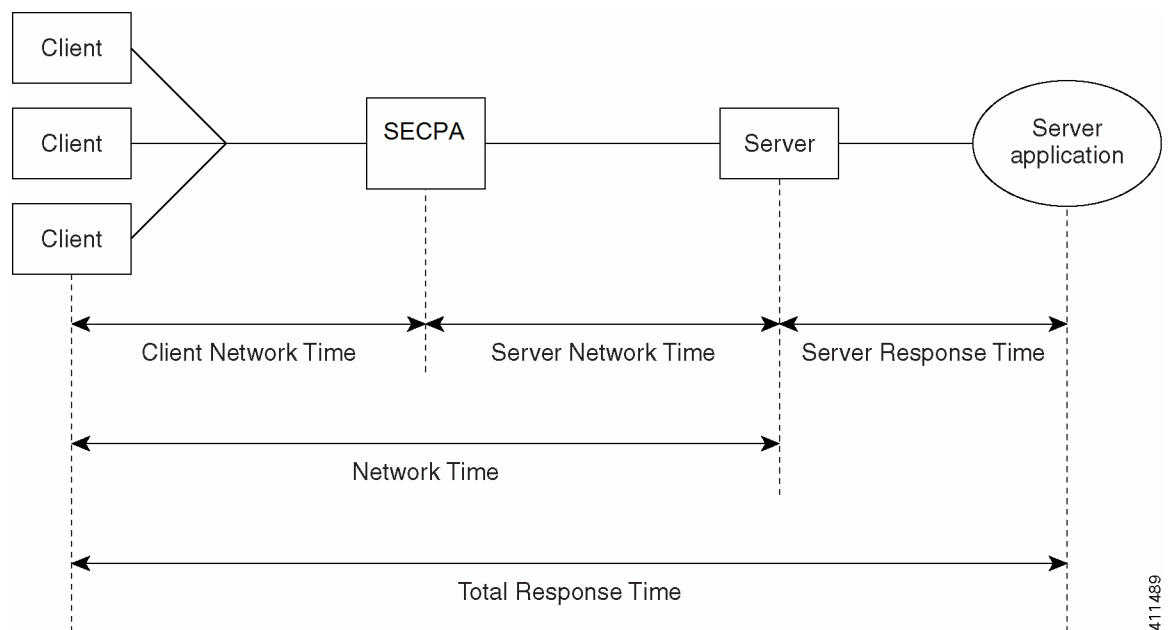 Client
Client
Client
SECPA
Server
Server
application
Client Network Time
Server Network Time
Server Response Time
Network Time
Total Response Time
411489